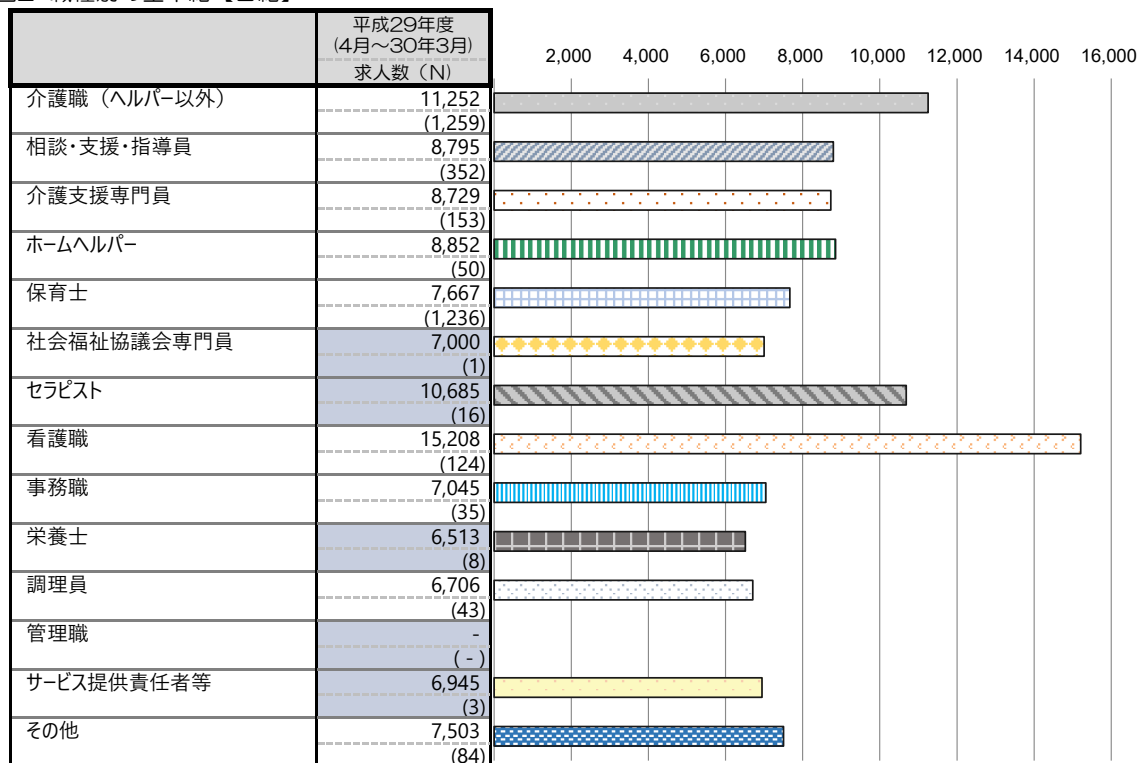 平成29年度
(4月～30年3月)
求人数（N）
2,000 4,000 6,000 8,000 10,000 12,000 14,000 16,000
介護職（ヘルパー以外） 11,252
(1,259)
相談・支援・指導員 8,795
(352)
介護支援専門員 8,729
(153)
ホームヘルパー 8,852
(50)
保育士 7,667
(1,236)
社会福祉協議会専門員 7,000
(1)
セラピスト 10,685
(16)
看護職 15,208
(124)
事務職 7,045
(35)
栄養士 6,513
(8)
調理員 6,706
(43)
管理職 -
( - )
サービス提供責任者等 6,945
(3)
その他 7,503
(84)